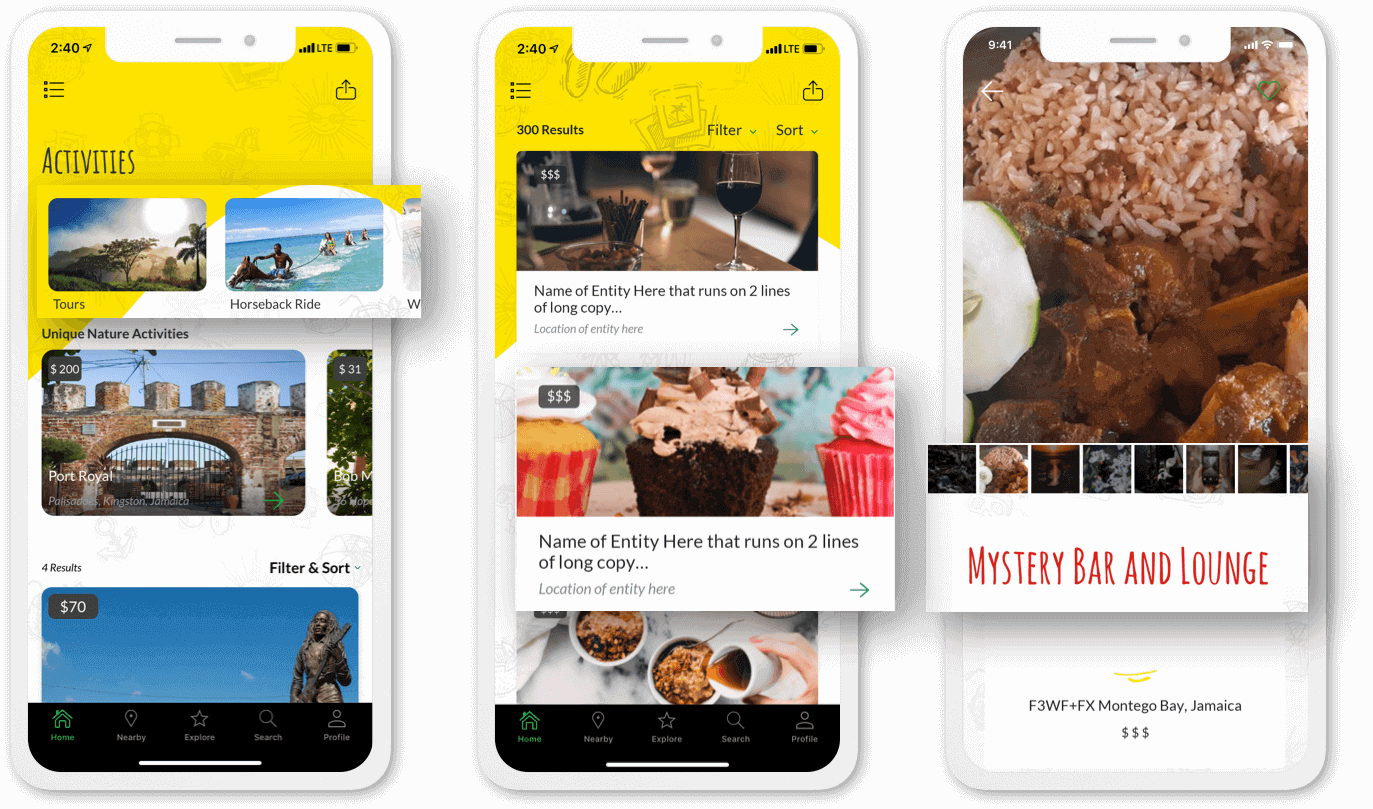 2:40
LTE
Activities
Tours
Horseback Ride
W
Unique Nature Activities
$ 200
$ 31
Port Royal
Bob M
Palisadoes, Kingston, Jamaica
56 Hope
4 Results
Filter & Sort
$70
Home
Nearby
Explore
Search
Profile
2:40
LTE
300 Results
Filter
Sort
$$$
Name of Entity Here that runs on 2 lines
of long copy...
Location of entity here
$$$
Name of Entity Here that runs on 2 lines
of long copy...
Location of entity here
$$$
Home
Nearby
Explore
Search
Profile
9:41
Mystery Bar and Lounge
F3WF+FX Montego Bay, Jamaica
$ $ $